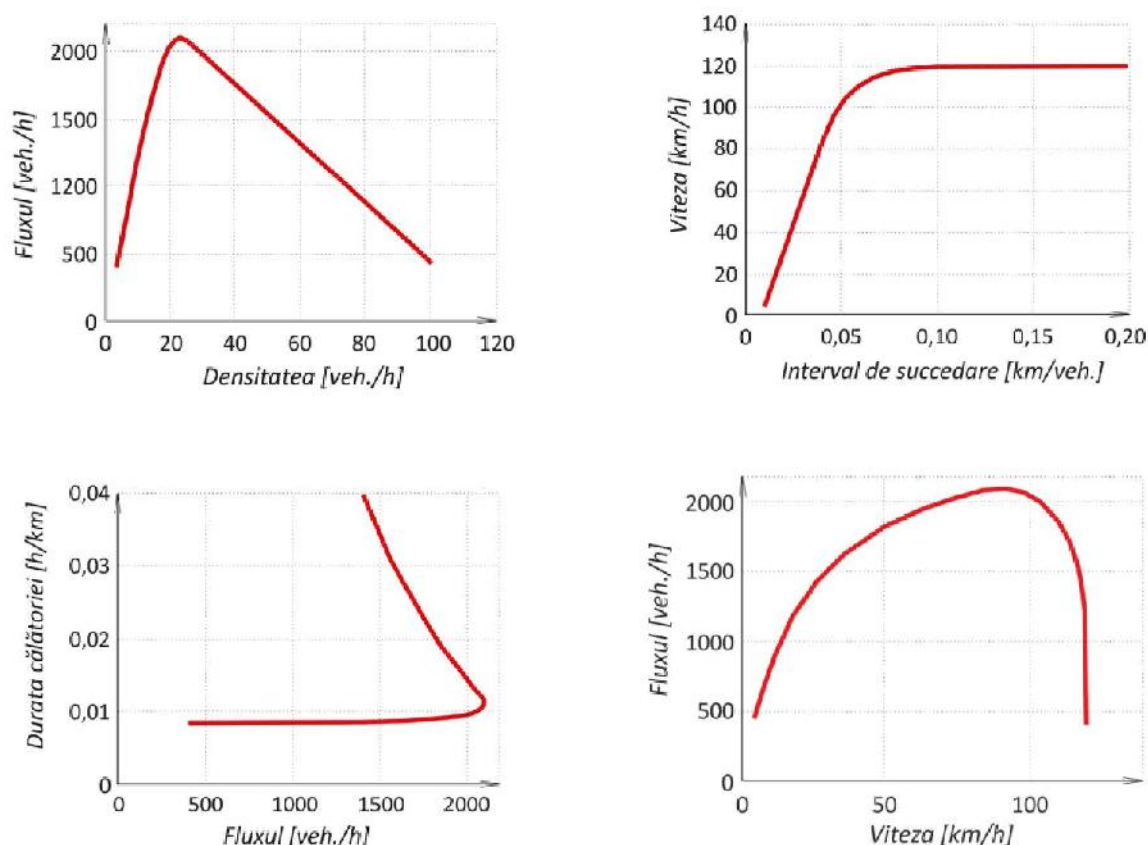 2000
1500
1200
500
0
Fluxul [veh./h]
0 20 40 60 80 100 120
Densitatea [veh./h]
140
120
100
80
60
40
20
0
Viteza [km/h]
0 0,05 0,10 0,15 0,20
Interval de succedare [km/veh.]
0,04
0,03
0,02
0,01
0
Durata călătoriei [h/km]
0 500 1000 1500 2000
Fluxul [veh./h]
2000
1500
1000
500
0
Fluxul [veh./h]
0 50 100
Viteza [km/h]